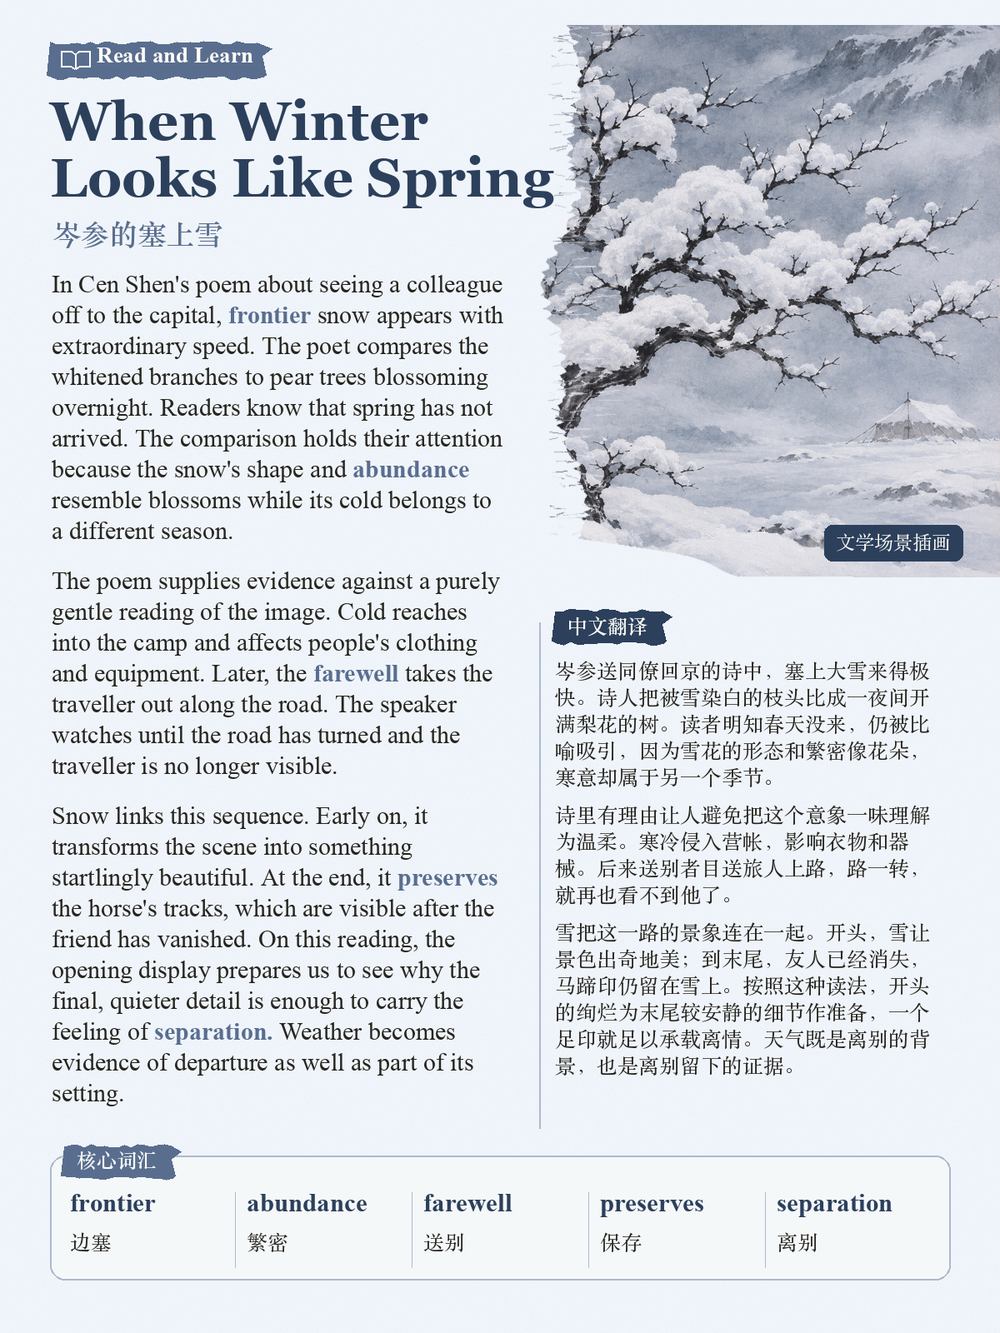 Read and Learn
When Winter
Looks Like Spring
岑参的塞上雪
In Cen Shen's poem about seeing a colleague
off to the capital, frontier snow appears with
extraordinary speed. The poet compares the
whitened branches to pear trees blossoming
overnight. Readers know that spring has not
arrived. The comparison holds their attention
because the snow's shape and abundance
resemble blossoms while its cold belongs to
a different season.
The poem supplies evidence against a purely
gentle reading of the image. Cold reaches
into the camp and affects people's clothing
and equipment. Later, the farewell takes the
traveller out along the road. The speaker
watches until the road has turned and the
traveller is no longer visible.
Snow links this sequence. Early on, it
transforms the scene into something
startlingly beautiful. At the end, it preserves
the horse's tracks, which are visible after the
friend has vanished. On this reading, the
opening display prepares us to see why the
final, quieter detail is enough to carry the
feeling of separation. Weather becomes
evidence of departure as well as part of its
setting.
文学场景插画
中文翻译
岑参送同僚回京的诗中，塞上大雪来得极
快。诗人把被雪染白的枝头比成一夜间开
满梨花的树。读者明知春天没来，仍被比
喻吸引，因为雪花的形态和繁密像花朵，
寒意却属于另一个季节。
诗里有理由让人避免把这个意象一味理解
为温柔。寒冷侵入营帐，影响衣物和器
械。后来送别者目送旅人上路，路一转，
就再也看不到他了。
雪把这一路的景象连在一起。开头，雪让
景色出奇地美；到末尾，友人已经消失，
马蹄印仍留在雪上。按照这种读法，开头
的绚烂为末尾较安静的细节作准备，一个
足印就足以承载离情。天气既是离别的背
景，也是离别留下的证据。
核心词汇
frontier
边塞
abundance
繁密
farewell
送别
preserves
保存
separation
离别